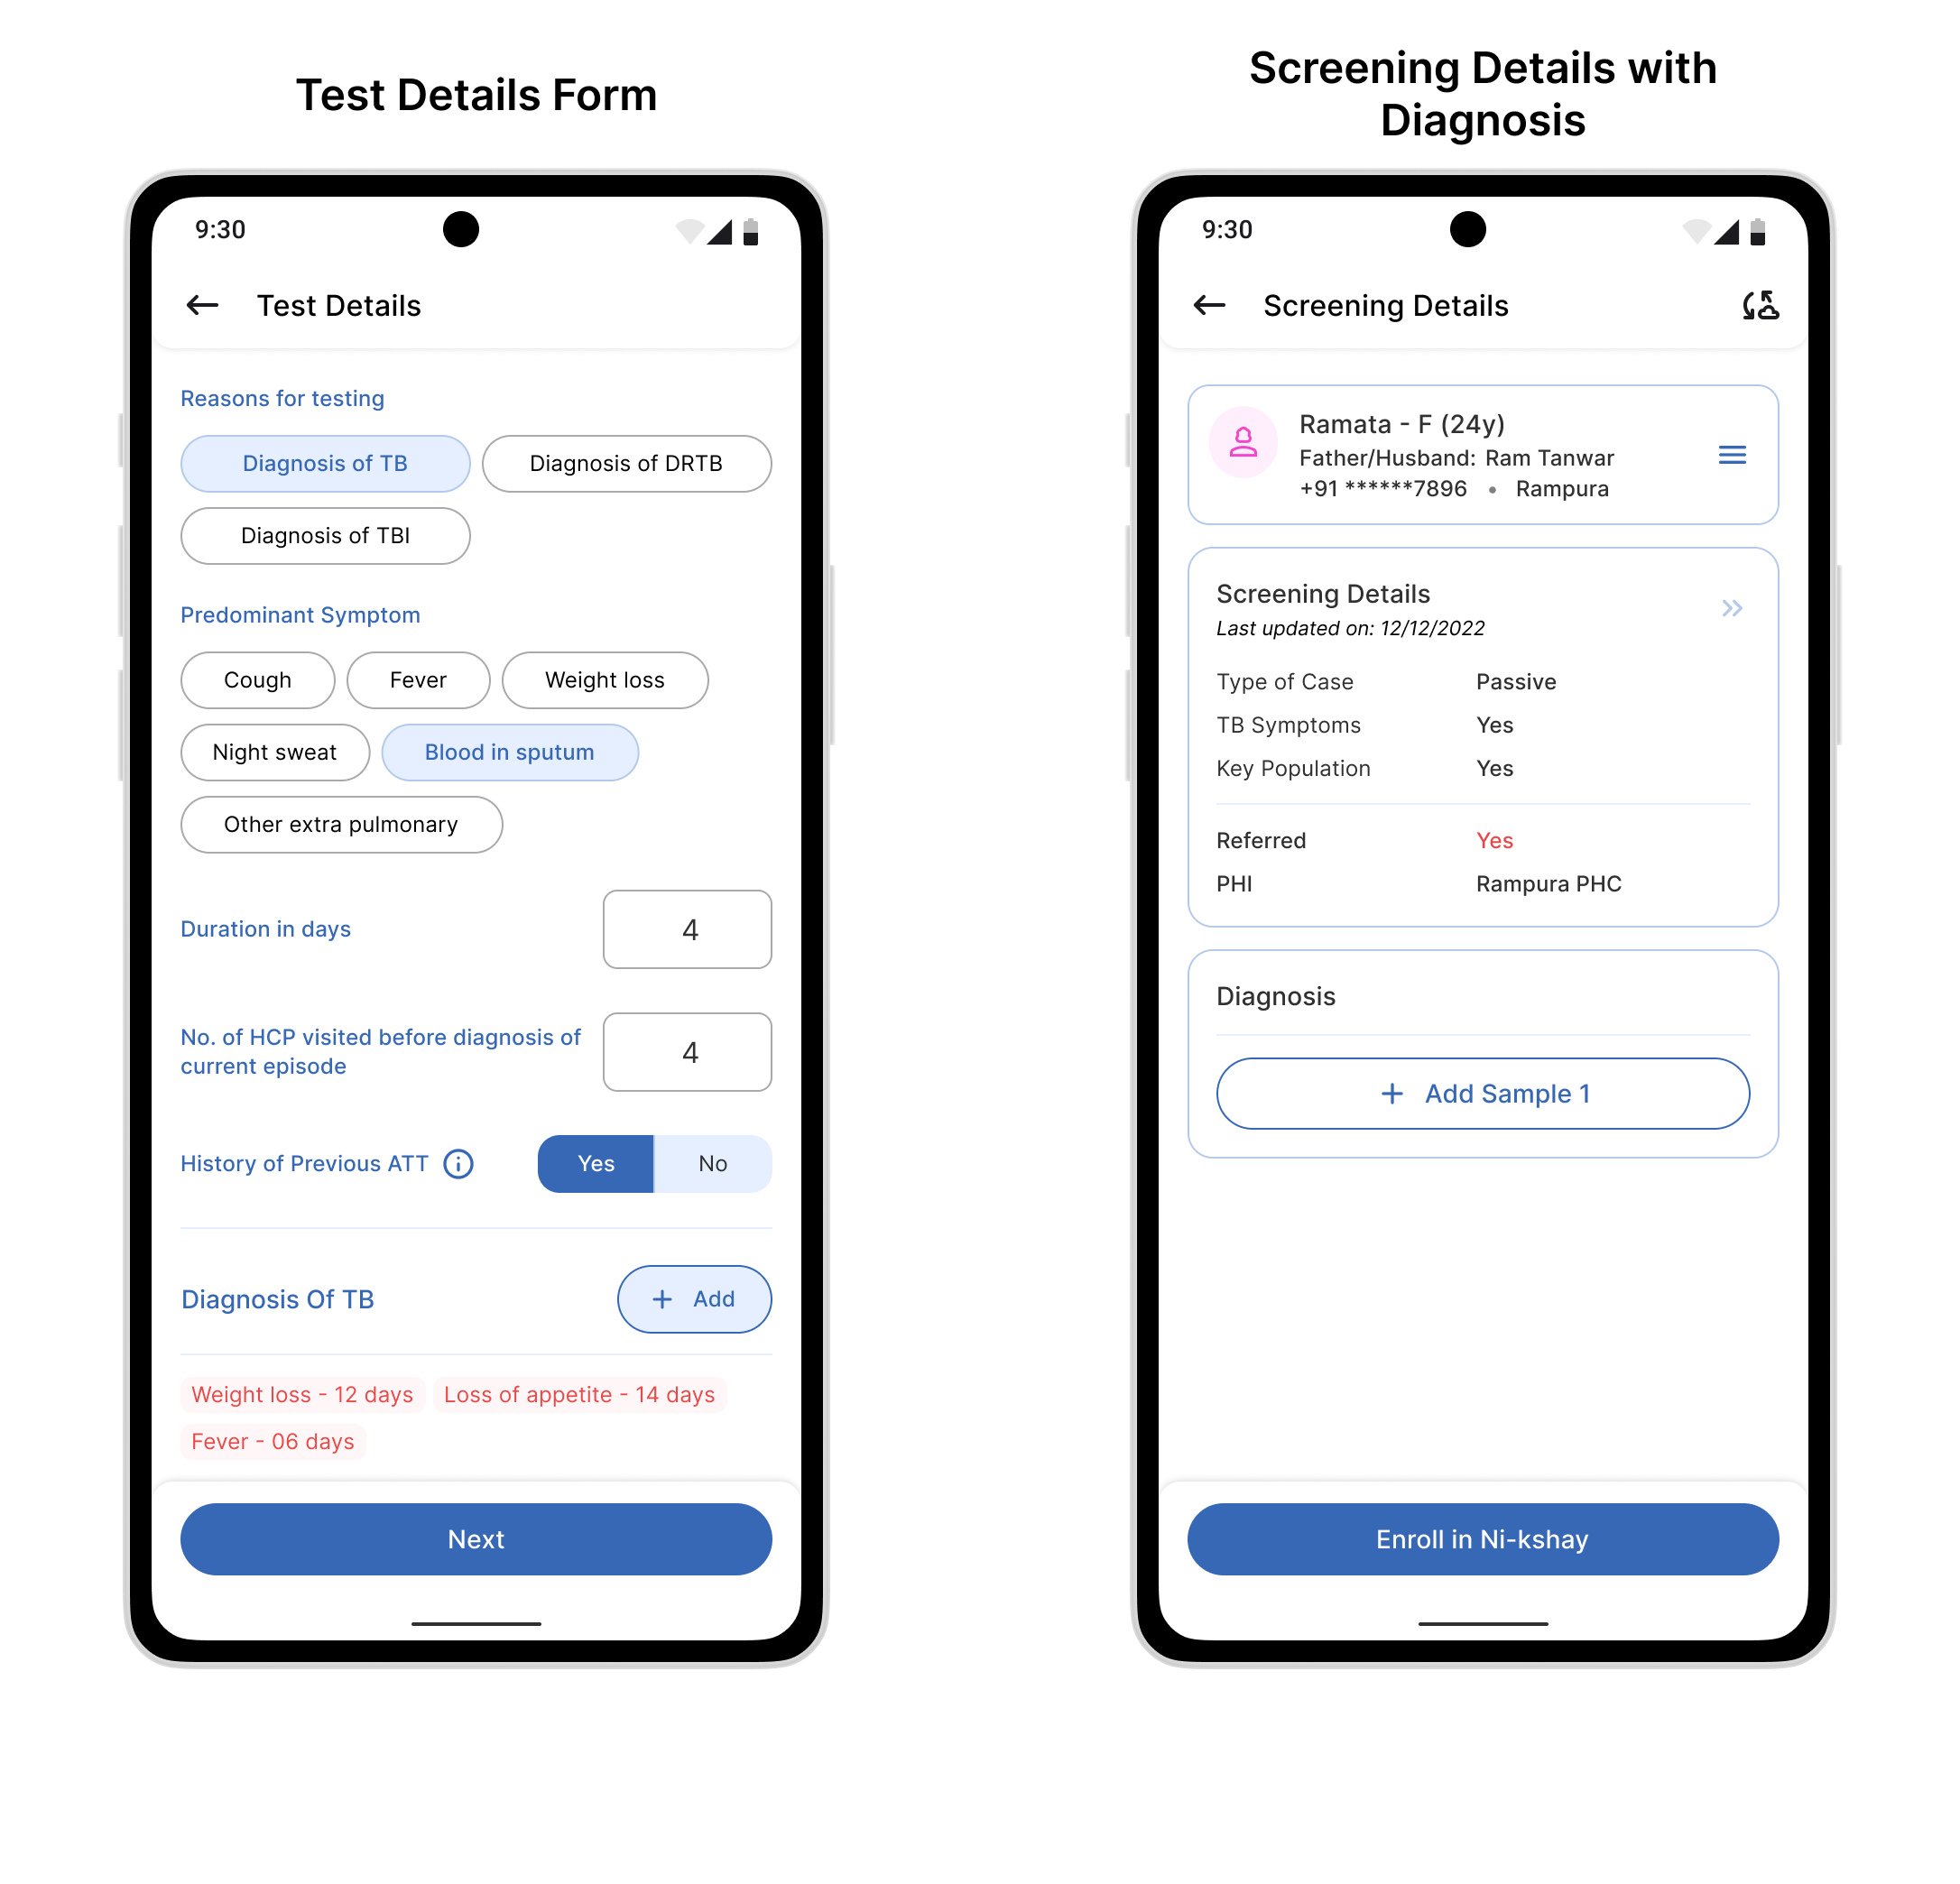 Test Details Form
9:30
Test Details
Reasons for testing
Diagnosis of TB
Diagnosis of DRTB
Diagnosis of TBI
Predominant Symptom
Cough
Fever
Weight loss
Night sweat
Blood in sputum
Other extra pulmonary
Duration in days
4
No. of HCP visited before diagnosis of
current episode
4
History of Previous ATT
Yes
No
Diagnosis Of TB
+ Add
Weight loss - 12 days
Loss of appetite - 14 days
Fever - 06 days
Next
Screening Details with
Diagnosis
9:30
Screening Details
Ramata - F (24y)
Father/Husband: Ram Tanwar
+91 ******7896 • Rampura
Screening Details
Last updated on: 12/12/2022
Type of Case Passive
TB Symptoms Yes
Key Population Yes
Referred Yes
PHI Rampura PHC
Diagnosis
+ Add Sample 1
Enroll in Ni-kshay